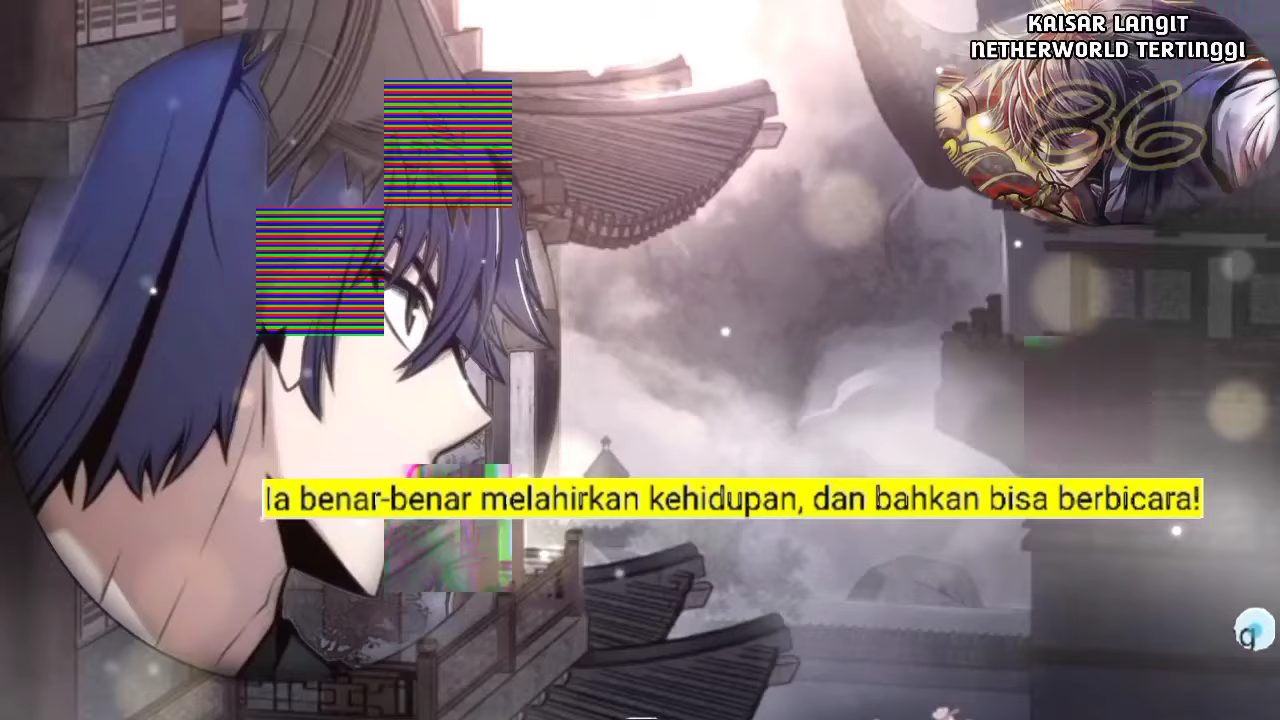 KAISAR LANGIT
NETHERWORLD TERTINGGI
36
Ia benar-benar melahirkan kehidupan, dan bahkan bisa berbicara!
g